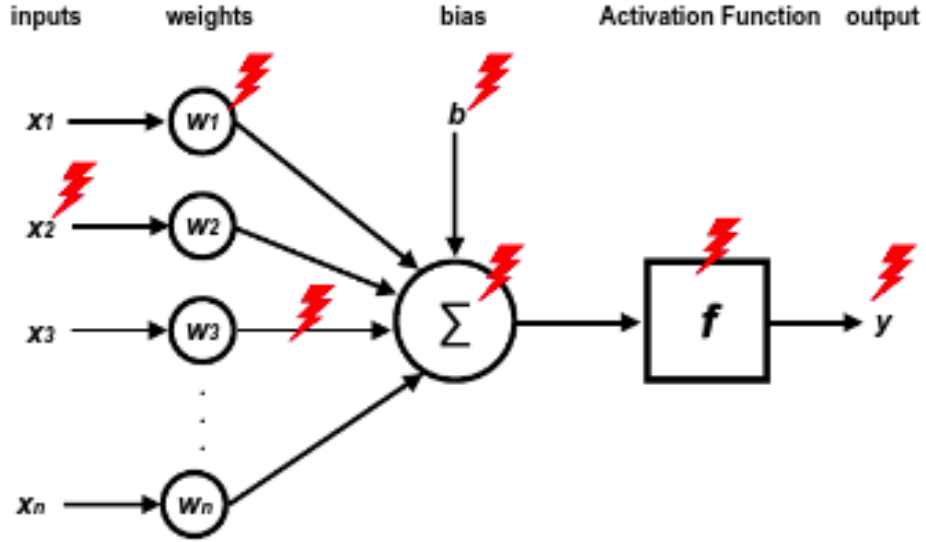 inputs weights bias Activation Function output
x1 w1 b
x2 w2
x3 w3 Σ f y
. 
. 
. 
xn wn